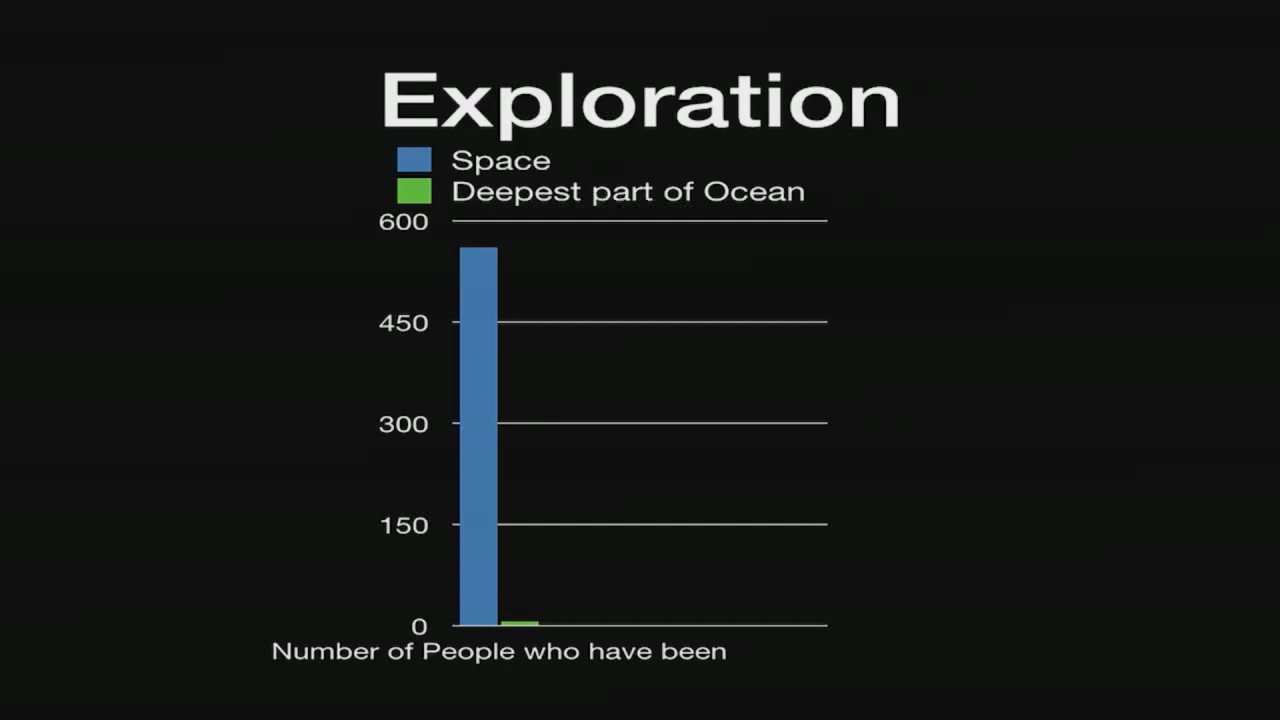 Exploration
Space
Deepest part of Ocean
600
450
300
150
0
Number of People who have been